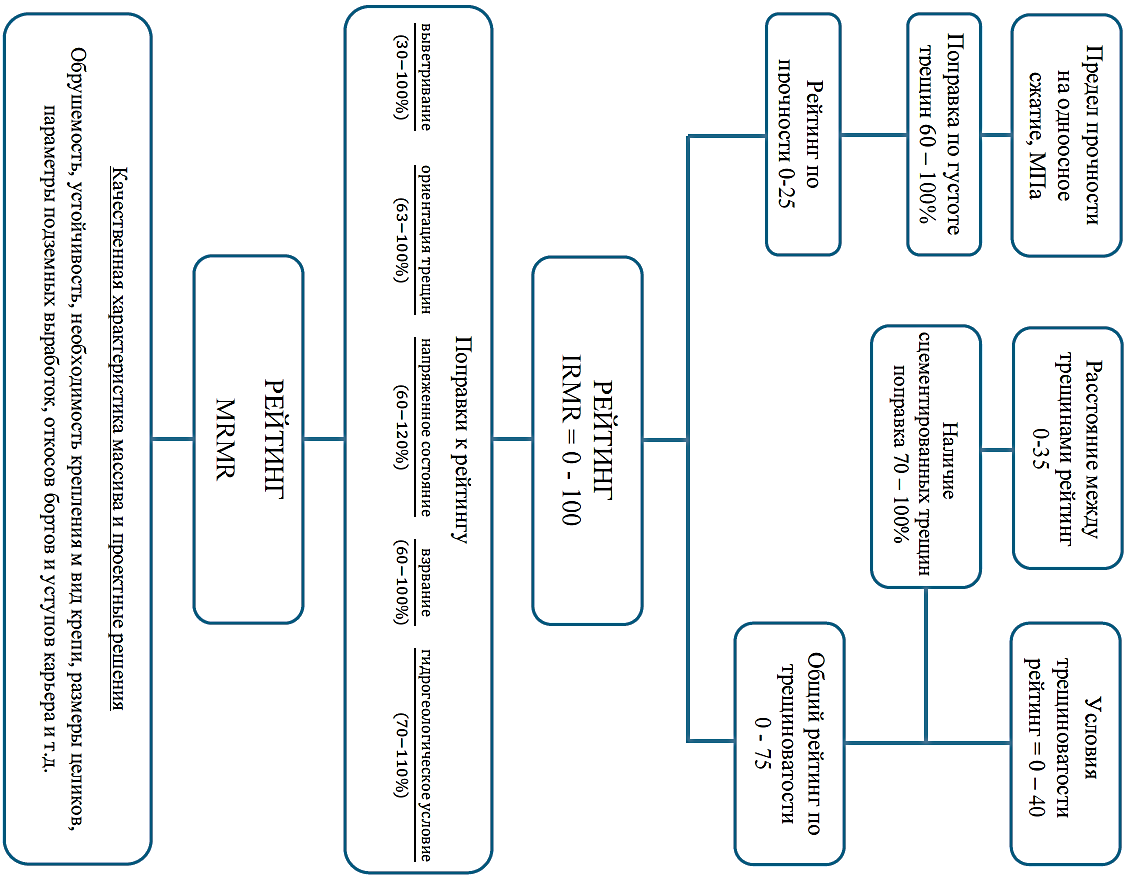 Предел прочности
на одноосное
сжатие, МПа
Расстояние между
трещинами рейтинг
0-35
Условия
трещиноватости
рейтинг = 0 – 40
Поправка по густоте
трещин 60 – 100%
Наличие
сцементированных трещин
поправка 70 – 100%
Рейтинг по
прочности 0-25
Общий рейтинг по
трещиноватости
0 - 75
РЕЙТИНГ
IRMR = 0 - 100
Поправки к рейтингу
выветривание
(30–100%)
ориентация трещин
(63–100%)
напряженное состояние
(60–120%)
взрвание
(60–100%)
гидрогеологическое условие
(70–110%)
РЕЙТИНГ
MRMR
Качественная характеристика массива и проектные решения
Обрушемость, устойчивость, необходимость крепления м вид крепи, размеры целиков,
параметры подземных выработок, откосов бортов и уступов карьера и т.д.